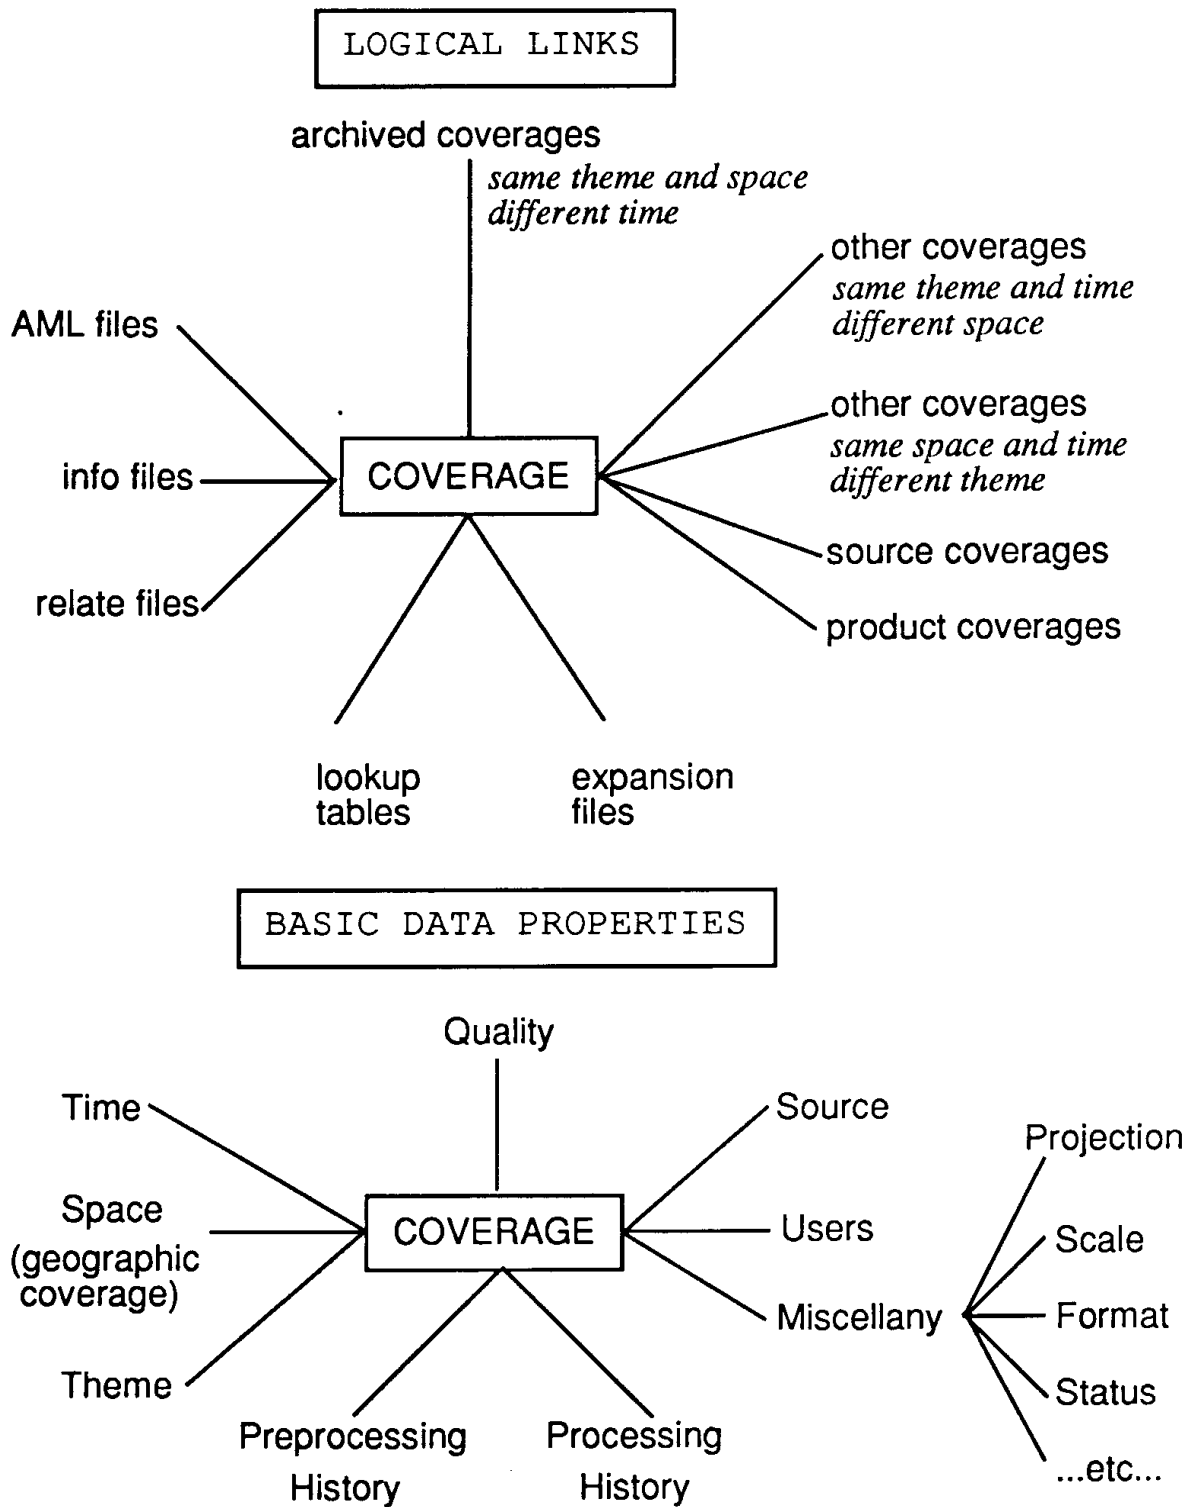 LOGICAL LINKS
archived coverages
same theme and space
different time
other coverages
same theme and time
different space
AML files
other coverages
same space and time
different theme
COVERAGE
info files
source coverages
relate files
product coverages
lookup
tables
expansion
files
BASIC DATA PROPERTIES
Quality
Time
Source
Projection
Space
(geographic
coverage)
COVERAGE
Users
Scale
Miscellany
Format
Theme
Status
Preprocessing
History
Processing
History
...etc...